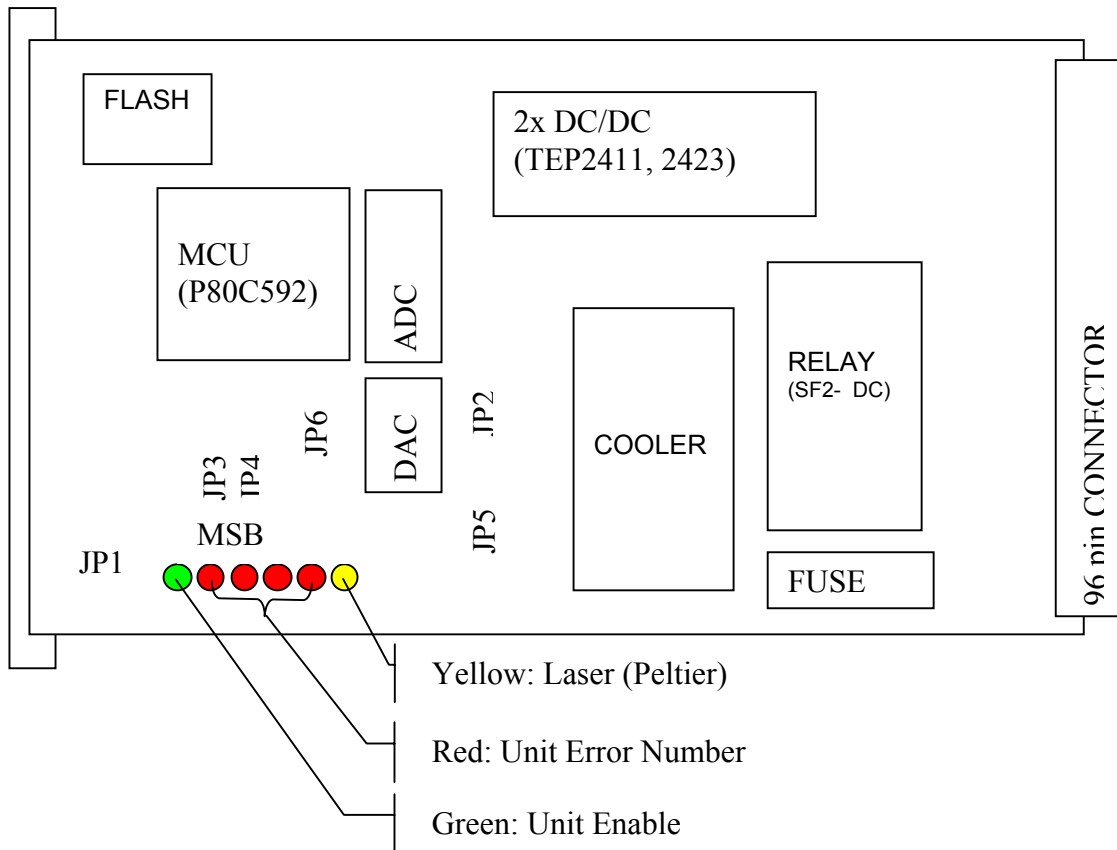 FLASH
2x DC/DC
(TEP2411, 2423)
MCU
(P80C592)
ADC
RELAY
(SF2- DC)
96 pin CONNECTOR
JP2
JP6
DAC
COOLER
JP3
JP4
MSB
JP5
JP1
FUSE
Yellow: Laser (Peltier)
Red: Unit Error Number
Green: Unit Enable